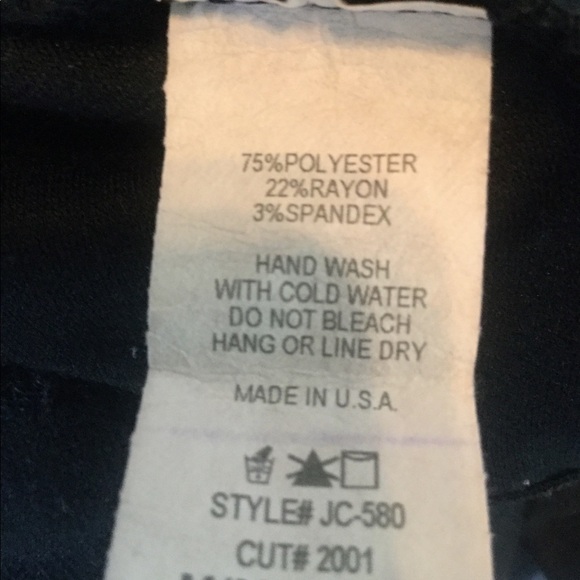 75%POLYESTER
22%RAYON
3%SPANDEX
HAND WASH
WITH COLD WATER
DO NOT BLEACH
HANG OR LINE DRY
MADE IN U.S.A.
STYLE# JC-580
CUT# 2001